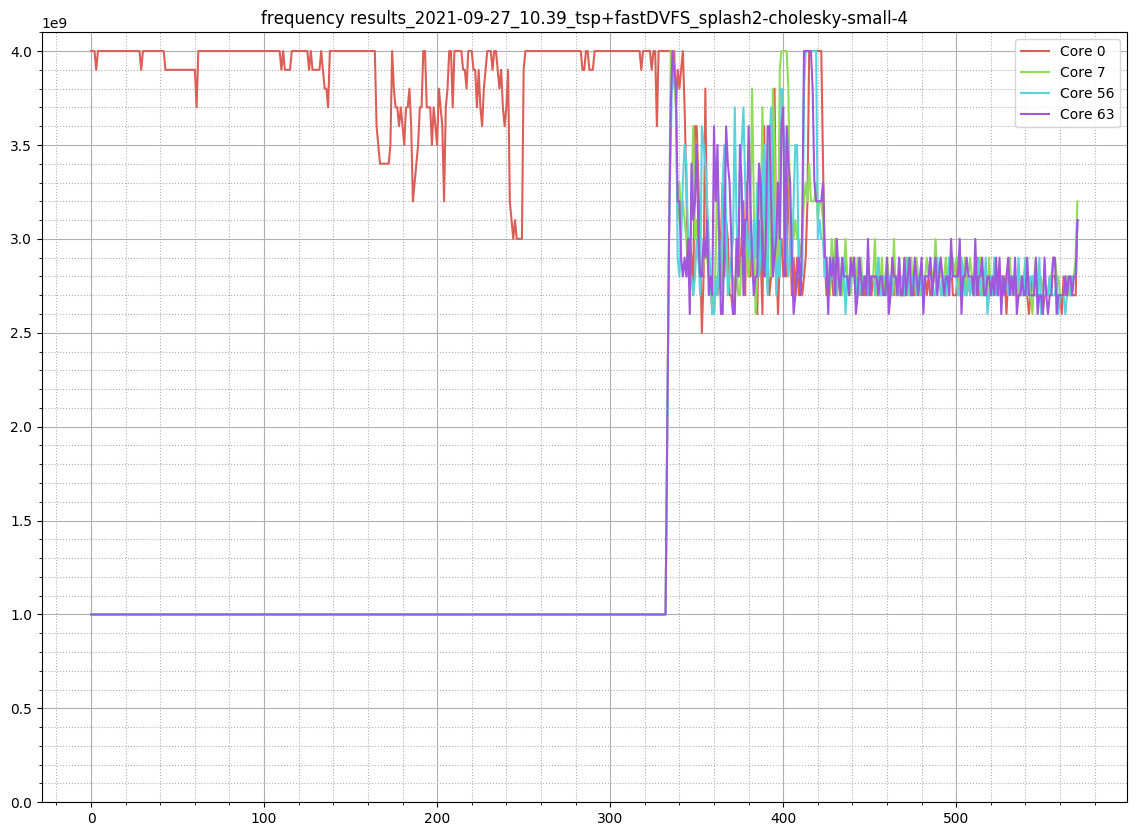 frequency results_2021-09-27_10.39_tsp+fastDVFS_splash2-cholesky-small-4
1e9
4.0
3.5
3.0
2.5
2.0
1.5
1.0
0.5
0.0
0 100 200 300 400 500
Core 0
Core 7
Core 56
Core 63